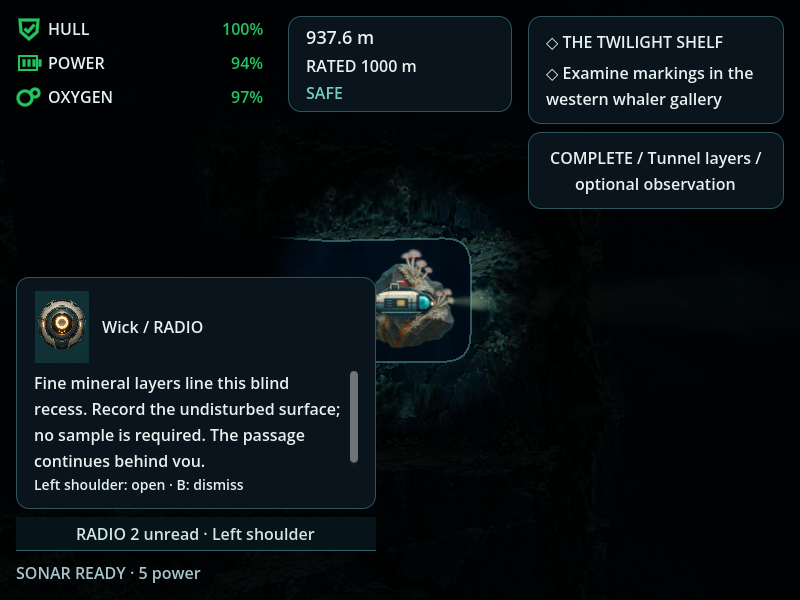 HULL 100%
POWER 94%
OXYGEN 97%
937.6 m
RATED 1000 m
SAFE
◇ THE TWILIGHT SHELF
◇ Examine markings in the
western whaler gallery
COMPLETE / Tunnel layers /
optional observation
Wick / RADIO
Fine mineral layers line this blind
recess. Record the undisturbed surface;
no sample is required. The passage
continues behind you.
Left shoulder: open · B: dismiss
RADIO 2 unread · Left shoulder
SONAR READY · 5 power